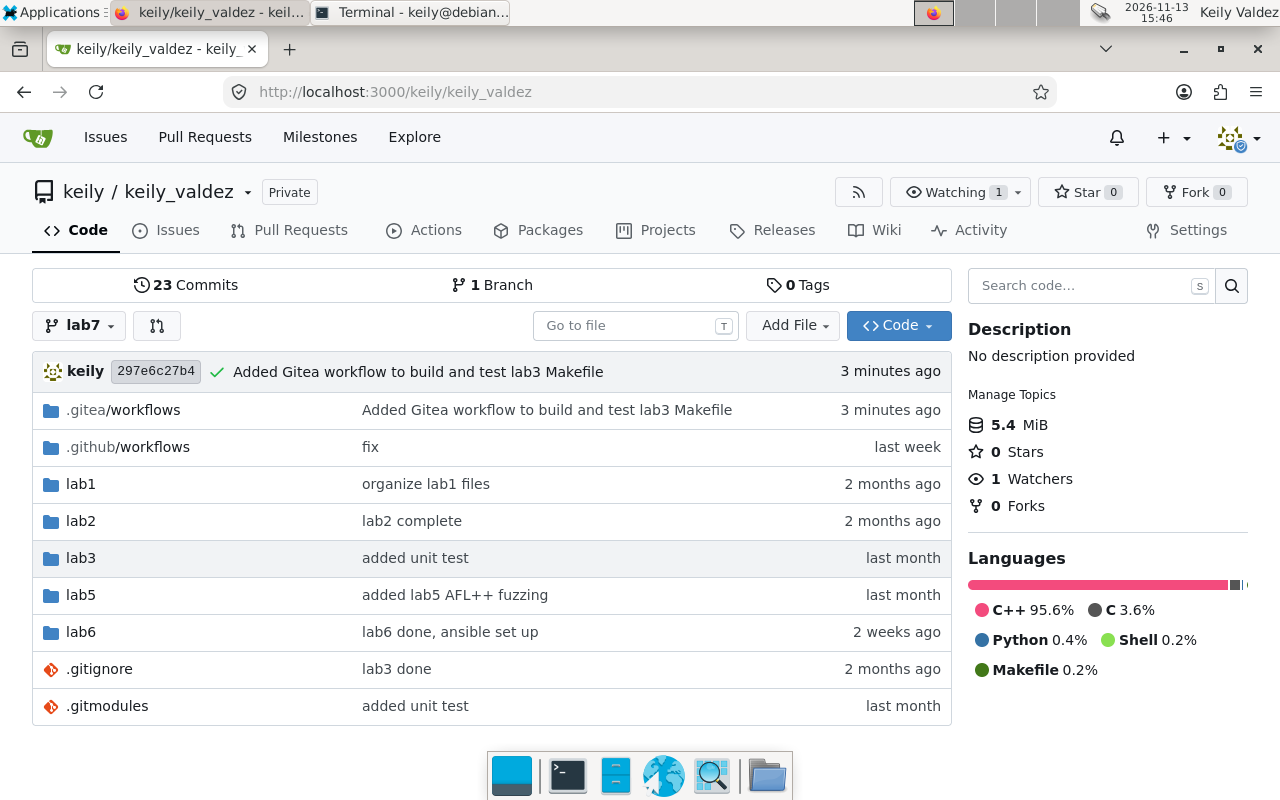 Applications
keily/keily_valdez - keil...
Terminal - keily@debian...
2026-11-13
15:46
Keily Valdez
keily/keily_valdez - keily_
http://localhost:3000/keily/keily_valdez
Issues
Pull Requests
Milestones
Explore
keily / keily_valdez
Private
Watching 1
Star 0
Fork 0
Code
Issues
Pull Requests
Actions
Packages
Projects
Releases
Wiki
Activity
Settings
23 Commits
1 Branch
0 Tags
Search code...
S
lab7
Go to file
T
Add File
Code
Description
No description provided
Manage Topics
5.4 MiB
0 Stars
1 Watchers
0 Forks
keily 297e6c27b4 Added Gitea workflow to build and test lab3 Makefile 3 minutes ago
.gitea/workflows Added Gitea workflow to build and test lab3 Makefile 3 minutes ago
.github/workflows fix last week
lab1 organize lab1 files 2 months ago
lab2 lab2 complete 2 months ago
lab3 added unit test last month
lab5 added lab5 AFL++ fuzzing last month
lab6 lab6 done, ansible set up 2 weeks ago
.gitignore lab3 done 2 months ago
.gitmodules added unit test last month
Languages
C++ 95.6% C 3.6%
Python 0.4% Shell 0.2%
Makefile 0.2%